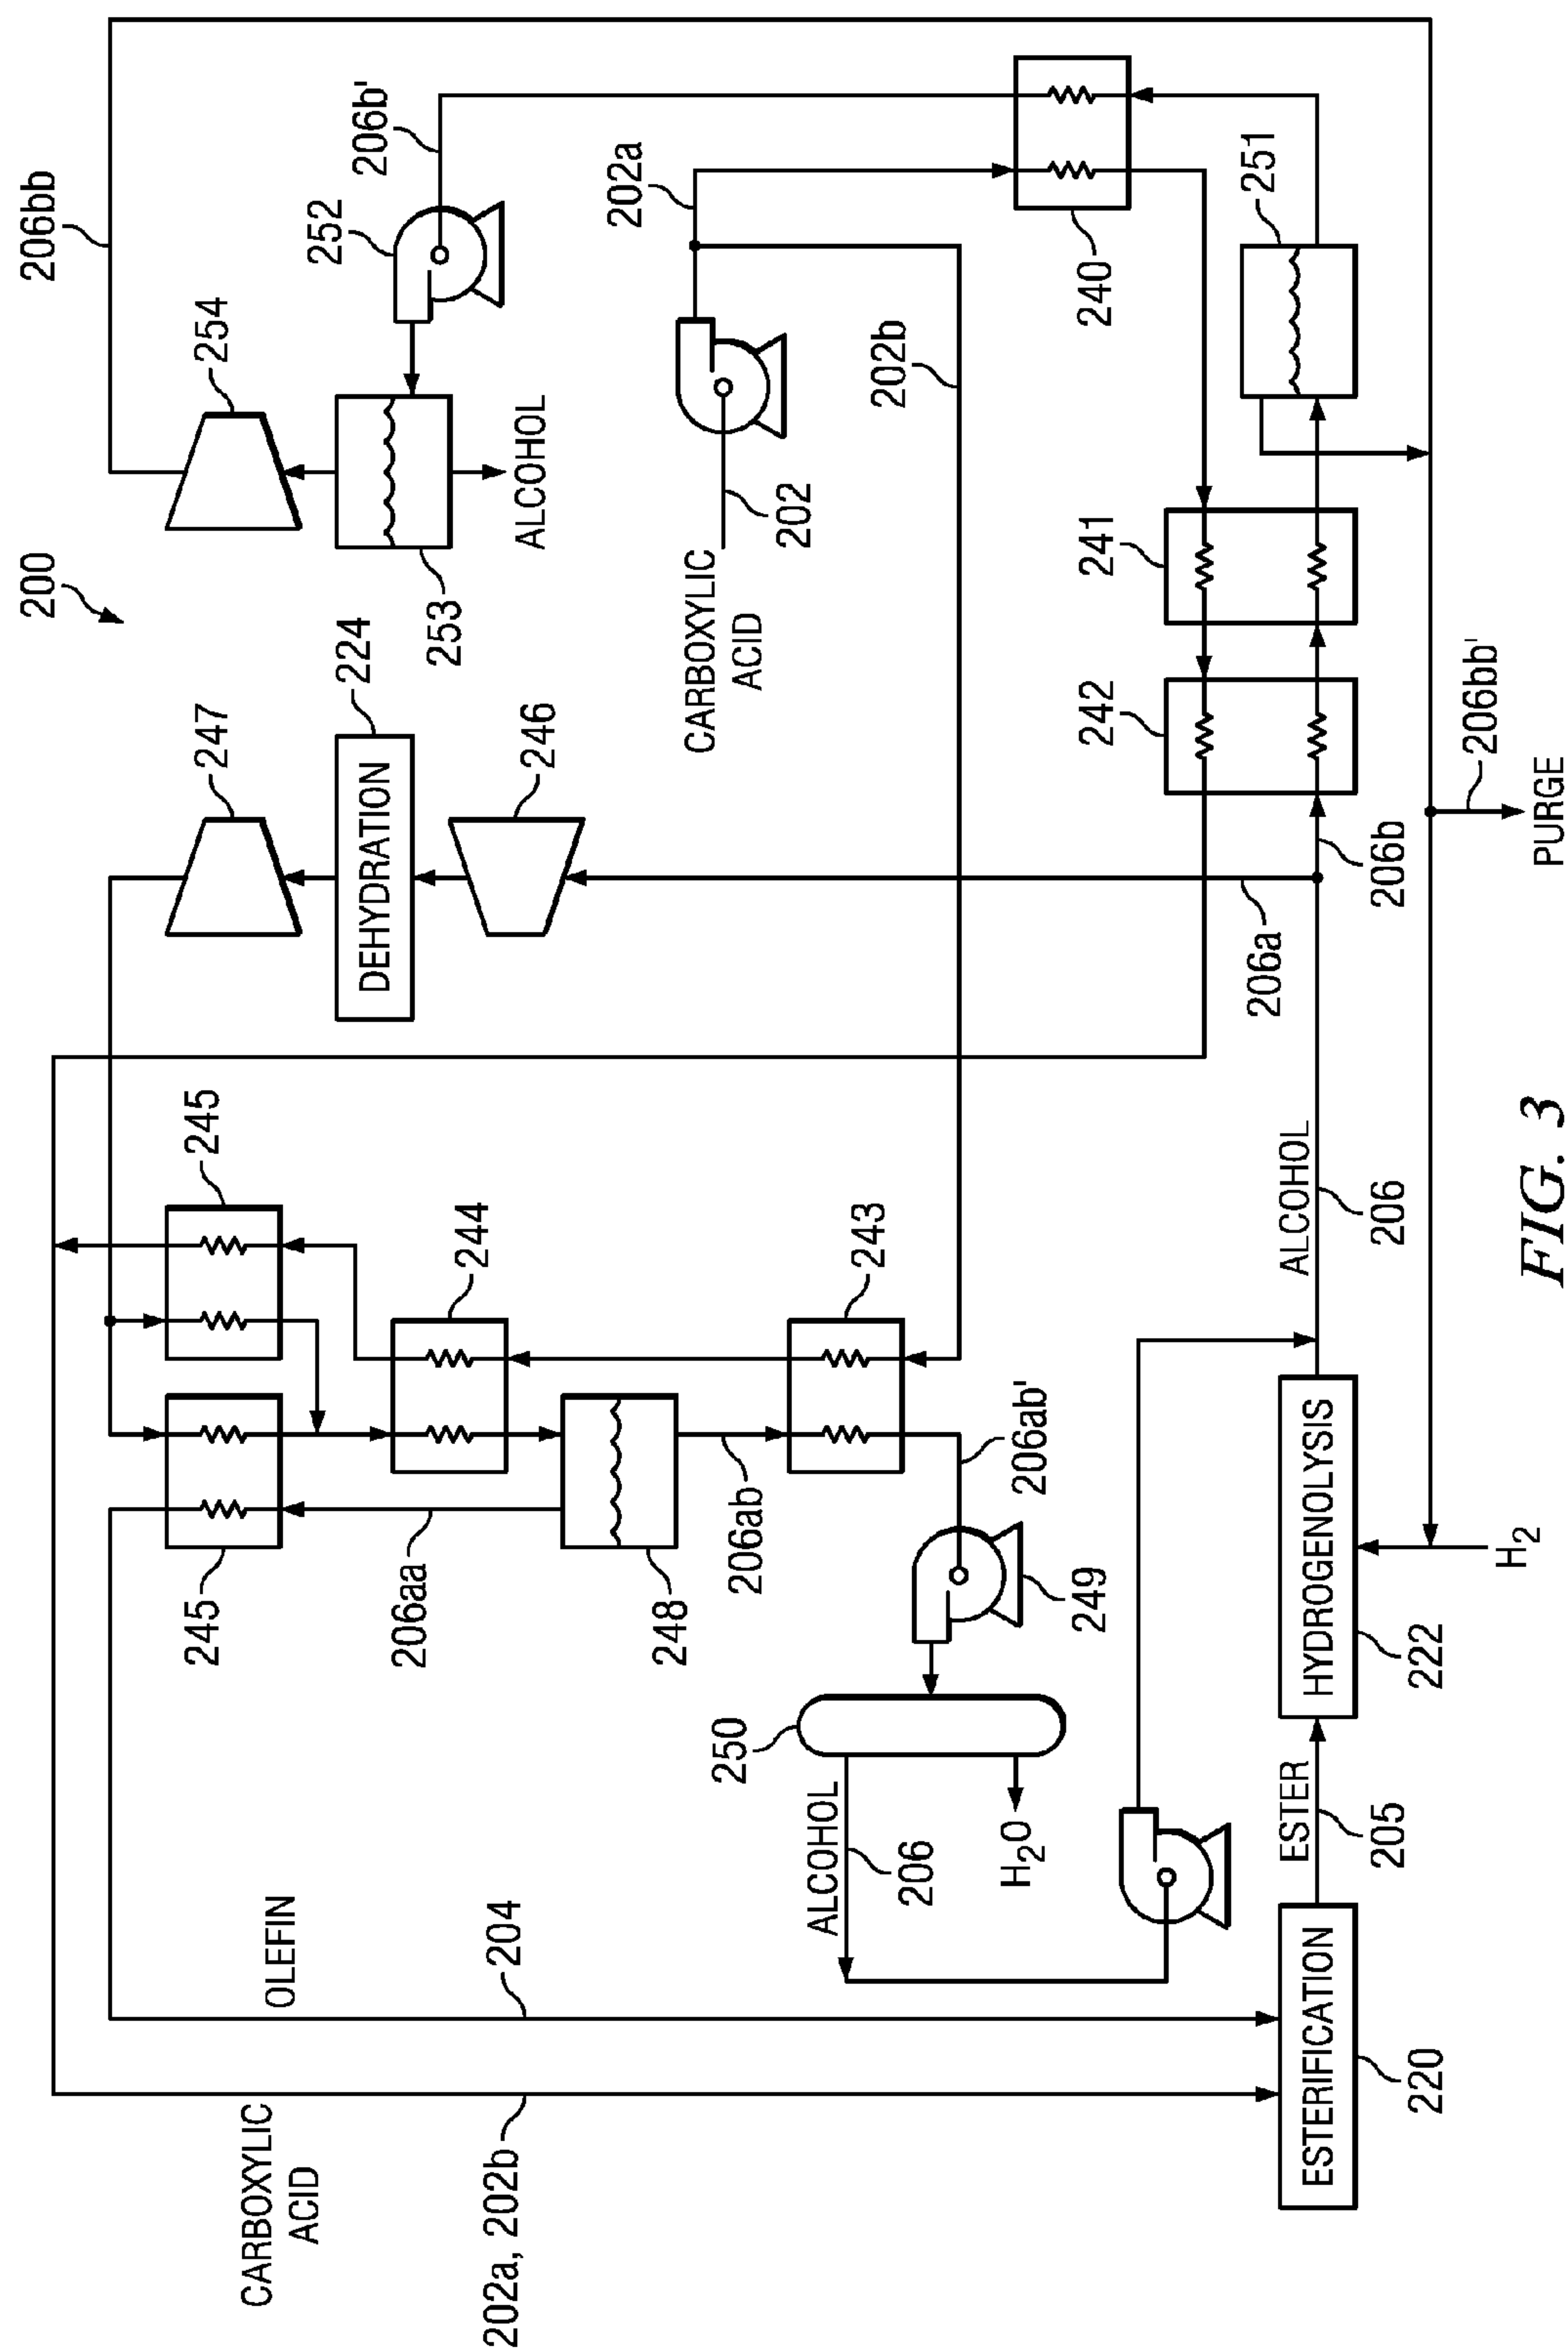 200
CARBOXYLIC
ACID
202a, 202b
OLEFIN
204
245
245
206aa
244
248
206ab
243
206ab'
249
250
ALCOHOL
206
H2O
ESTERIFICATION
220
ESTER
205
HYDROGENOLYSIS
222
H2
ALCOHOL
206
206a
206b
247
DEHYDRATION
224
246
206bb
254
253
ALCOHOL
252
206b'
CARBOXYLIC
ACID
202
202a
202b
240
241
242
251
206bb'
PURGE
FIG. 3